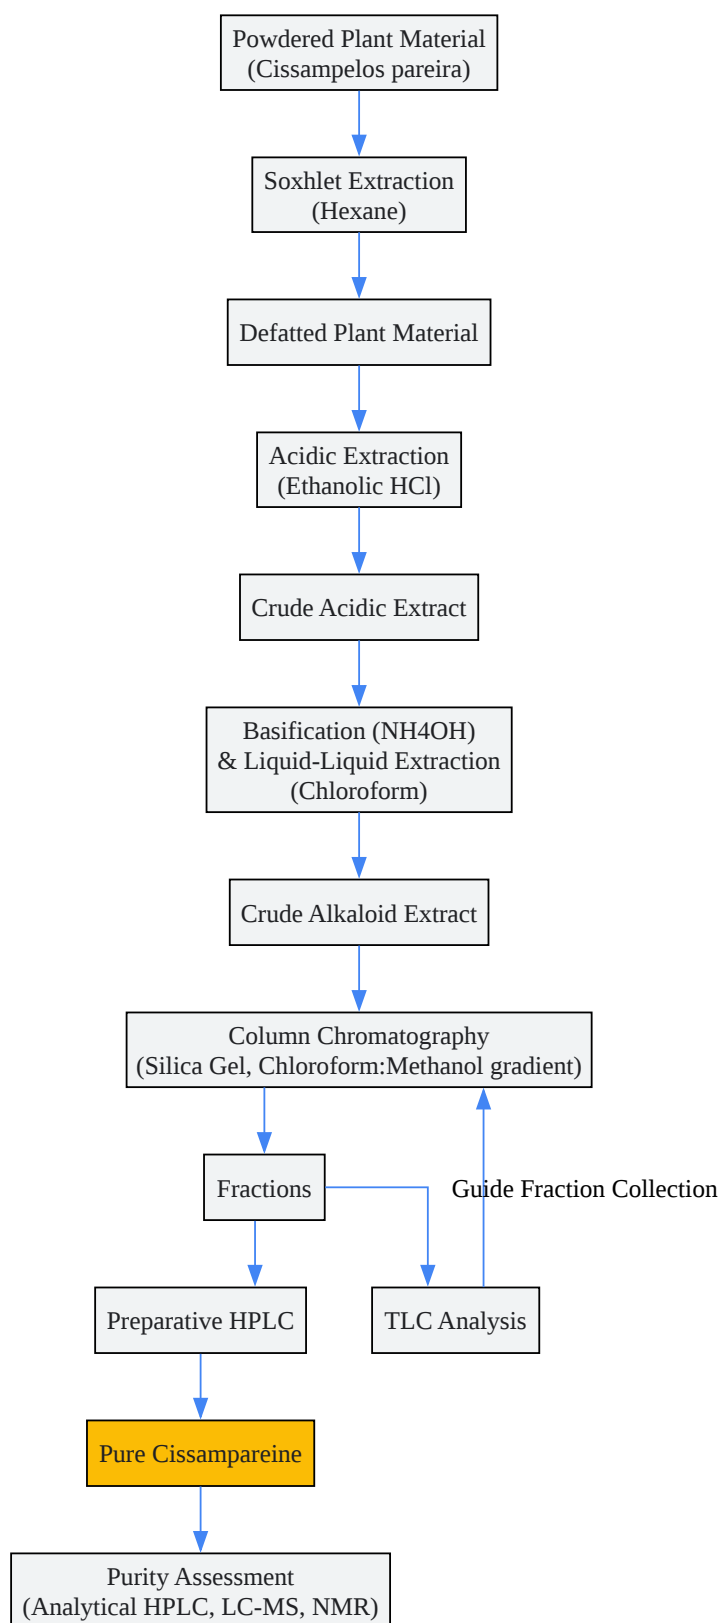 Powdered Plant Material
(Cissampelos pareira)
Soxhlet Extraction
(Hexane)
Defatted Plant Material
Acidic Extraction
(Ethanolic HCl)
Crude Acidic Extract
Basification (NH4OH)
& Liquid-Liquid Extraction
(Chloroform)
Crude Alkaloid Extract
Column Chromatography
(Silica Gel, Chloroform:Methanol gradient)
Fractions
Guide Fraction Collection
Preparative HPLC
TLC Analysis
Pure Cissampareine
Purity Assessment
(Analytical HPLC, LC-MS, NMR)